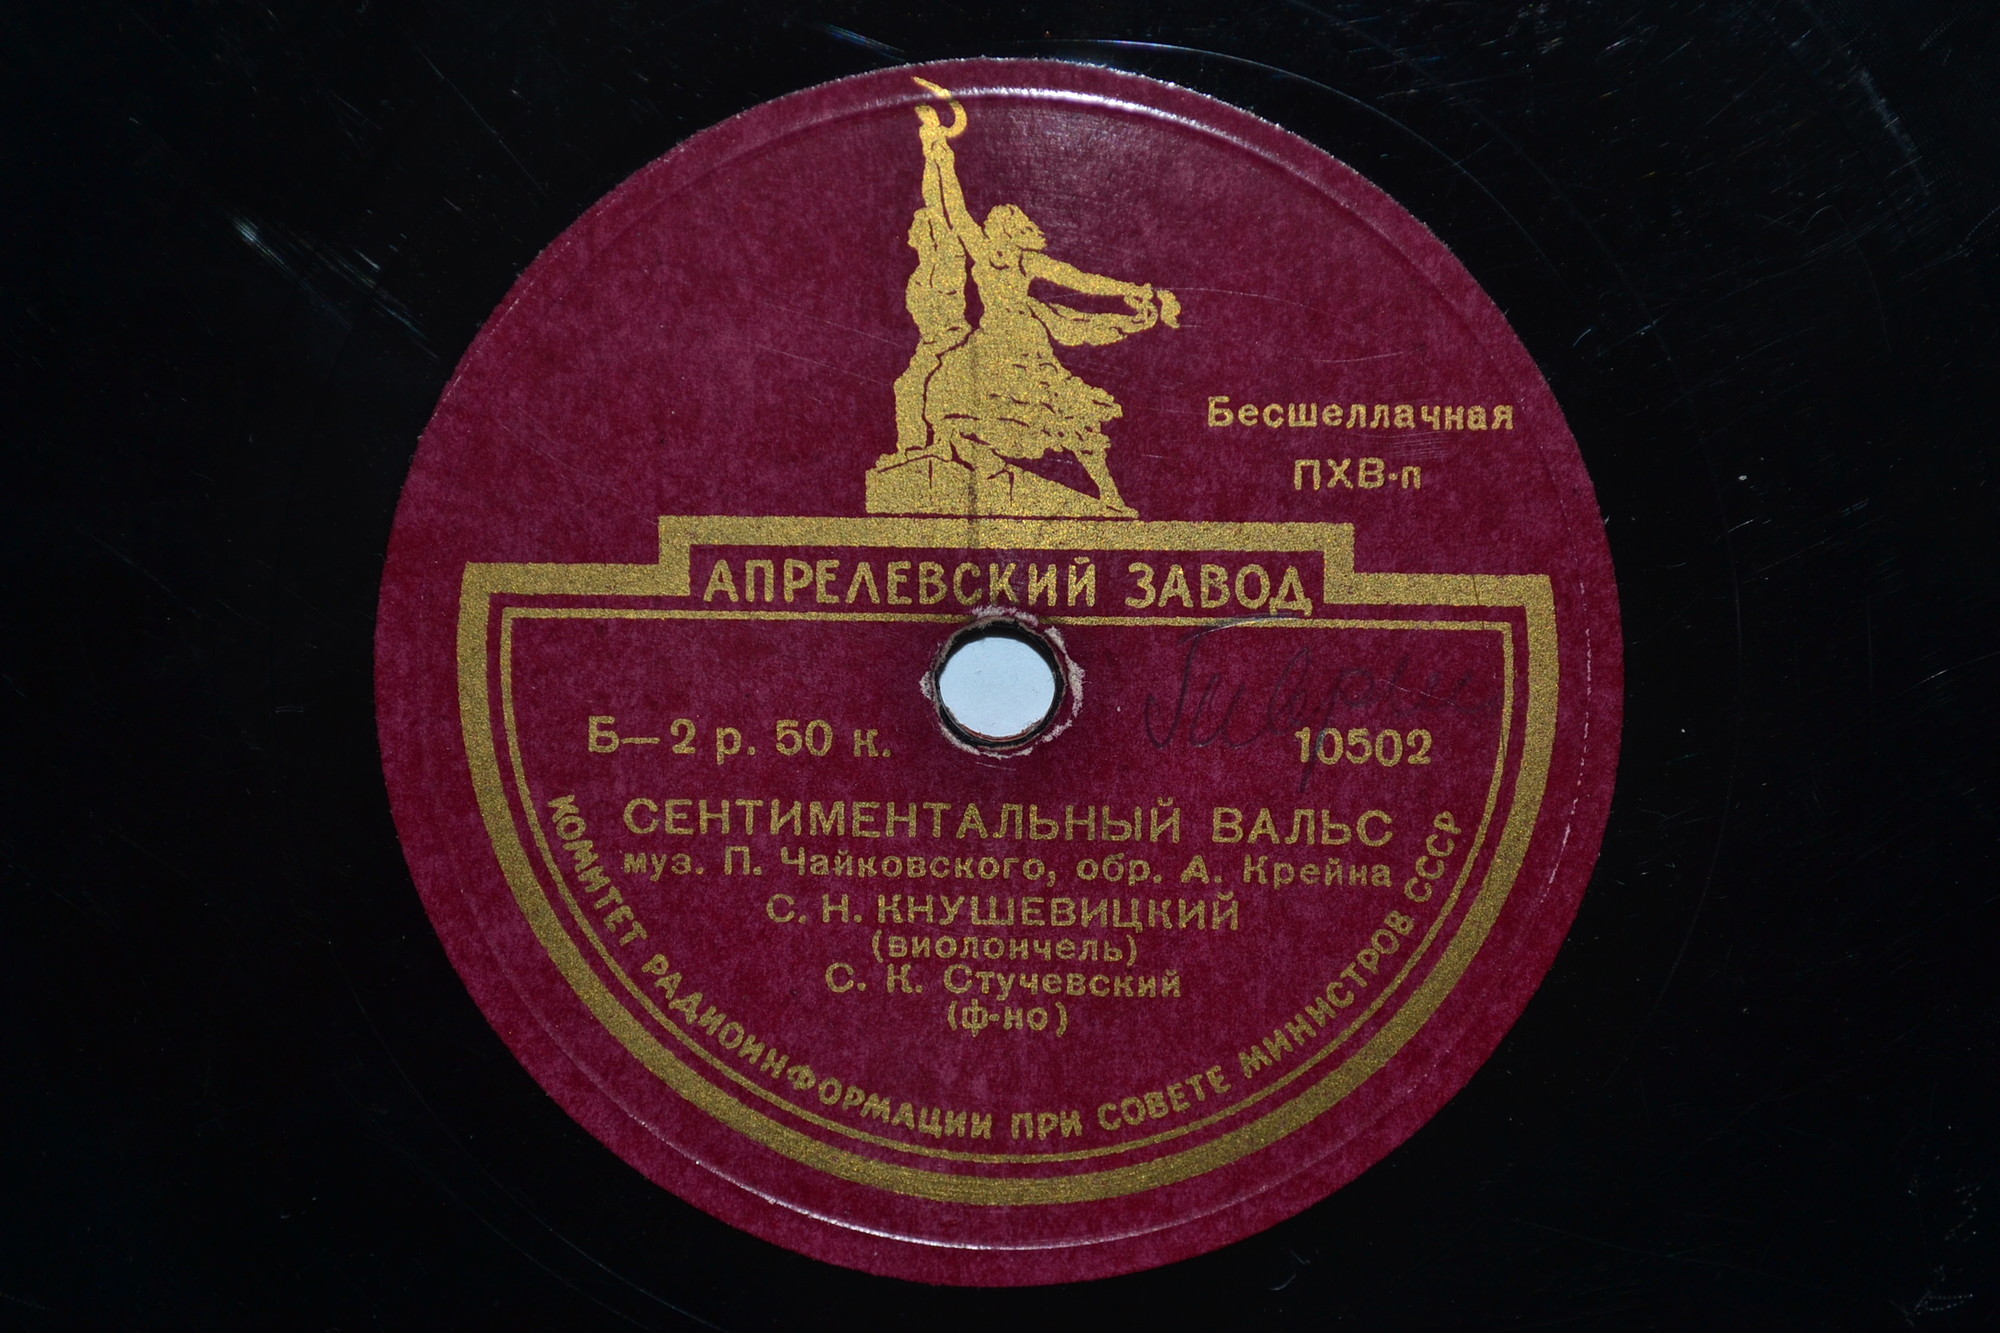 Бесшеллачная
ПХВ-п
АПРЕЛЕВСКИЙ ЗАВОД
Б—2 р. 50 к.
10502
СЕНТИМЕНТАЛЬНЫЙ ВАЛЬС
муз. П. Чайковского, обр. А. Крейна
С. Н. КНУШЕВИЦКИЙ
(виолончель)
С. К. Стучевский
(ф-но)
КОМИТЕТ РАДИОИНФОРМАЦИИ ПРИ СОВЕТЕ МИНИСТРОВ СССР